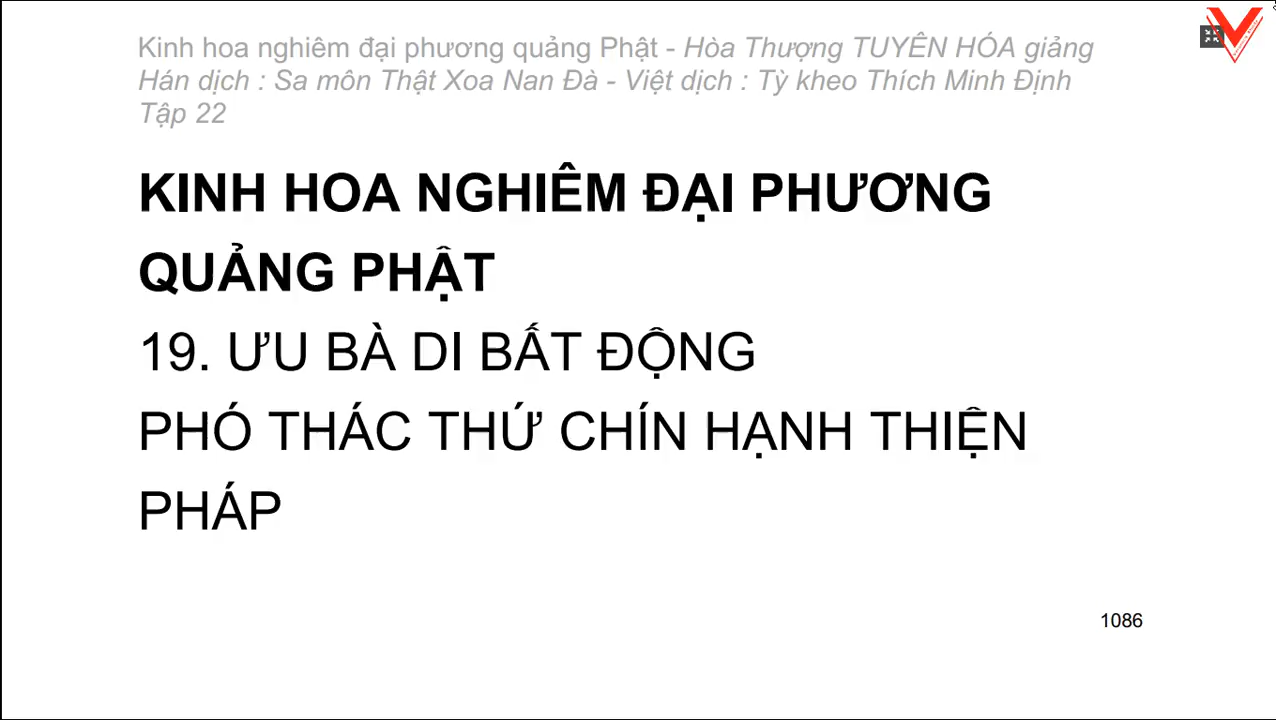 Kinh hoa nghiêm đại phương quảng Phật - Hòa Thượng TUYÊN HÓA giảng
Hán dịch : Sa môn Thật Xoa Nan Đà - Việt dịch : Tỳ kheo Thích Minh Định
Tập 22
KINH HOA NGHIÊM ĐẠI PHƯƠNG
QUẢNG PHẬT
19. ƯU BÀ DI BẤT ĐỘNG
PHÓ THÁC THỨ CHÍN HẠNH THIỆN
PHÁP
1086